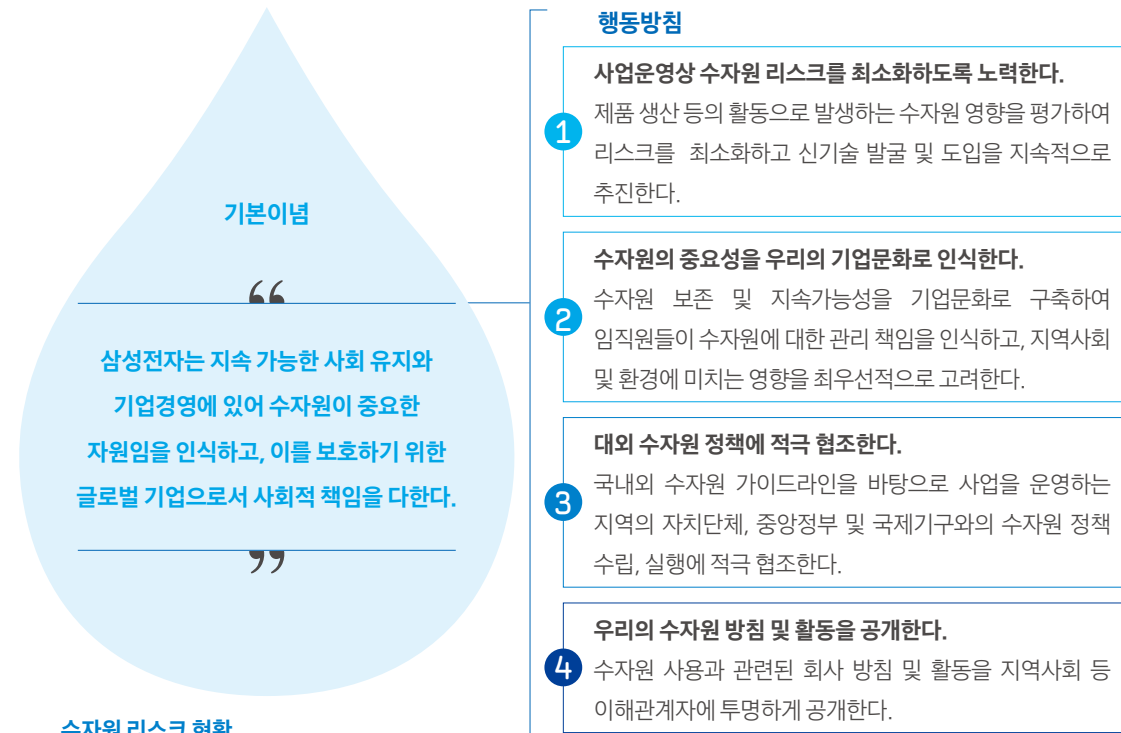 기본이념
“
삼성전자는 지속 가능한 사회 유지와
기업경영에 있어 수자원이 중요한
자원임을 인식하고, 이를 보호하기 위한
글로벌 기업으로서 사회적 책임을 다한다.
”
행동방침
1
사업운영상 수자원 리스크를 최소화하도록 노력한다.
제품 생산 등의 활동으로 발생하는 수자원 영향을 평가하여
리스크를 최소화하고 신기술 발굴 및 도입을 지속적으로
추진한다.
2
수자원의 중요성을 우리의 기업문화로 인식한다.
수자원 보존 및 지속가능성을 기업문화로 구축하여
임직원들이 수자원에 대한 관리 책임을 인식하고, 지역사회
및 환경에 미치는 영향을 최우선적으로 고려한다.
3
대외 수자원 정책에 적극 협조한다.
국내외 수자원 가이드라인을 바탕으로 사업을 운영하는
지역의 자치단체, 중앙정부 및 국제기구와의 수자원 정책
수립, 실행에 적극 협조한다.
4
우리의 수자원 방침 및 활동을 공개한다.
수자원 사용과 관련된 회사 방침 및 활동을 지역사회 등
이해관계자에 투명하게 공개한다.
수자원 리스크 현황